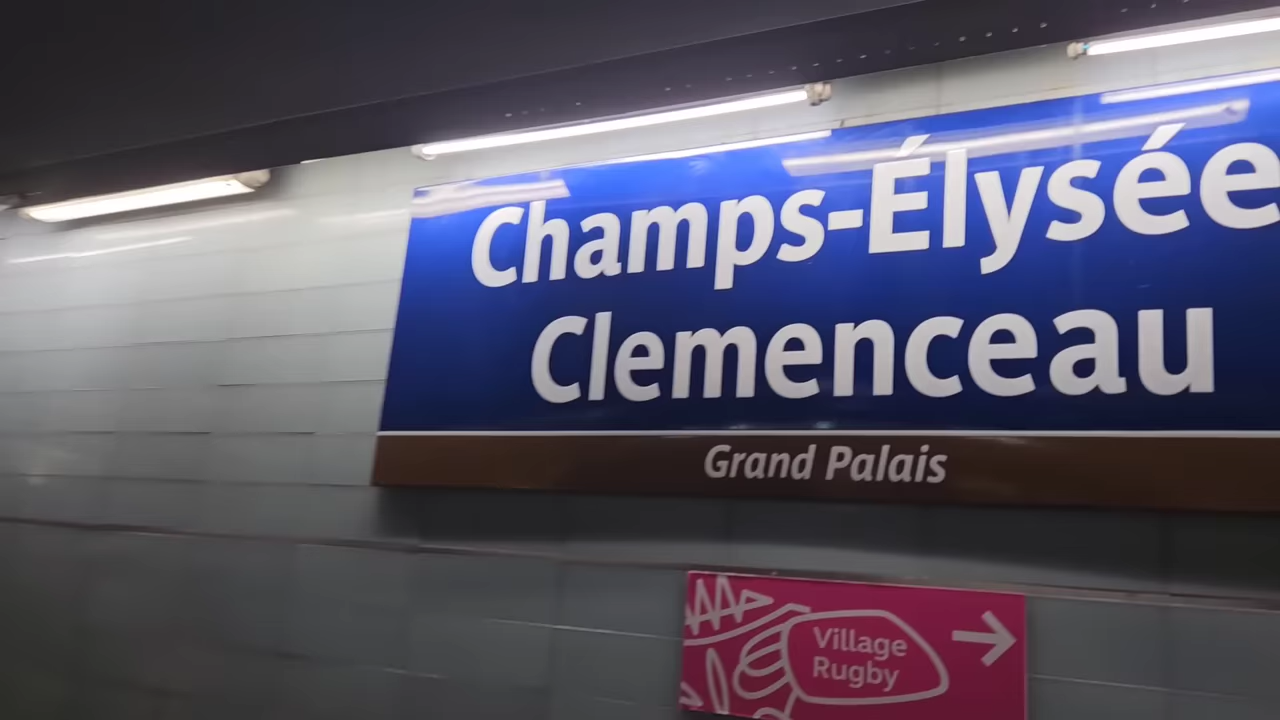 Champs-Élysée
Clemenceau
Grand Palais
Village
Rugby